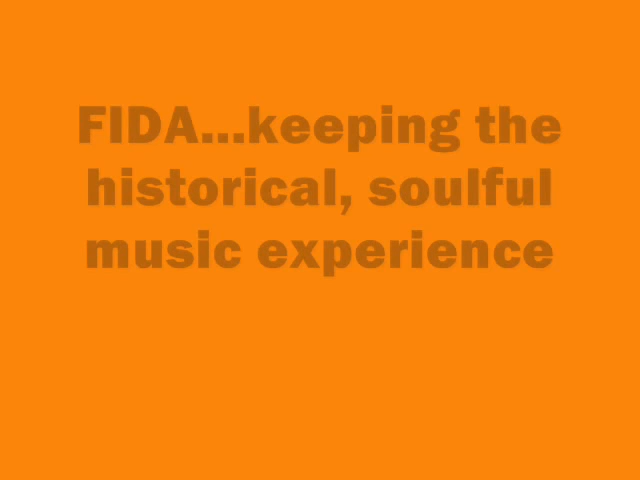 FIDA...keeping the
historical, soulful
music experience